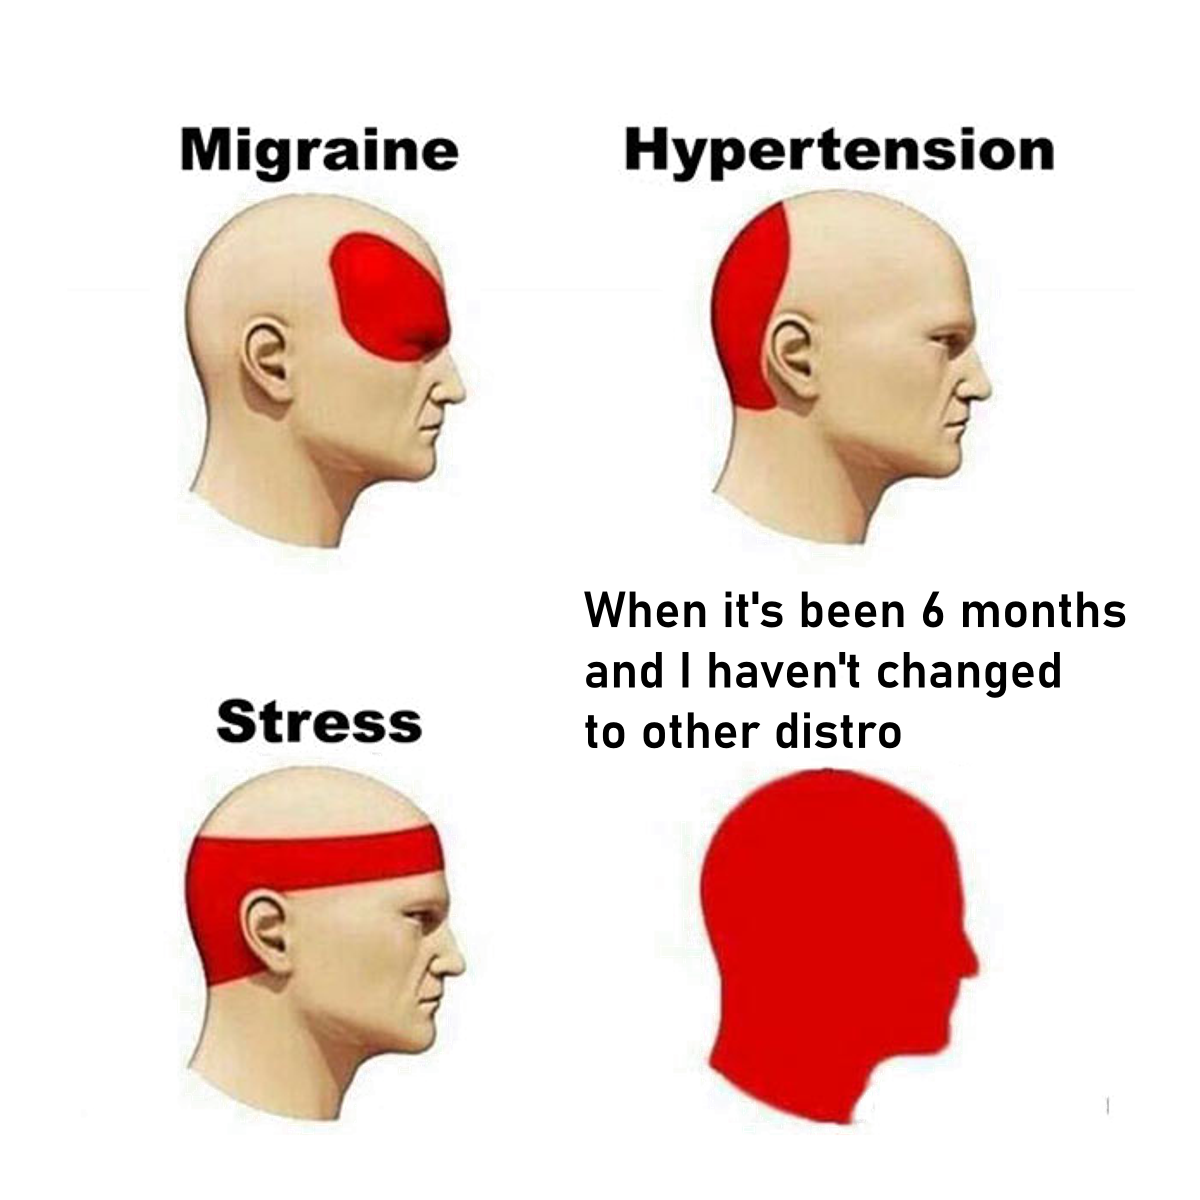 Migraine
Hypertension
Stress
When it's been 6 months
and I haven't changed
to other distro